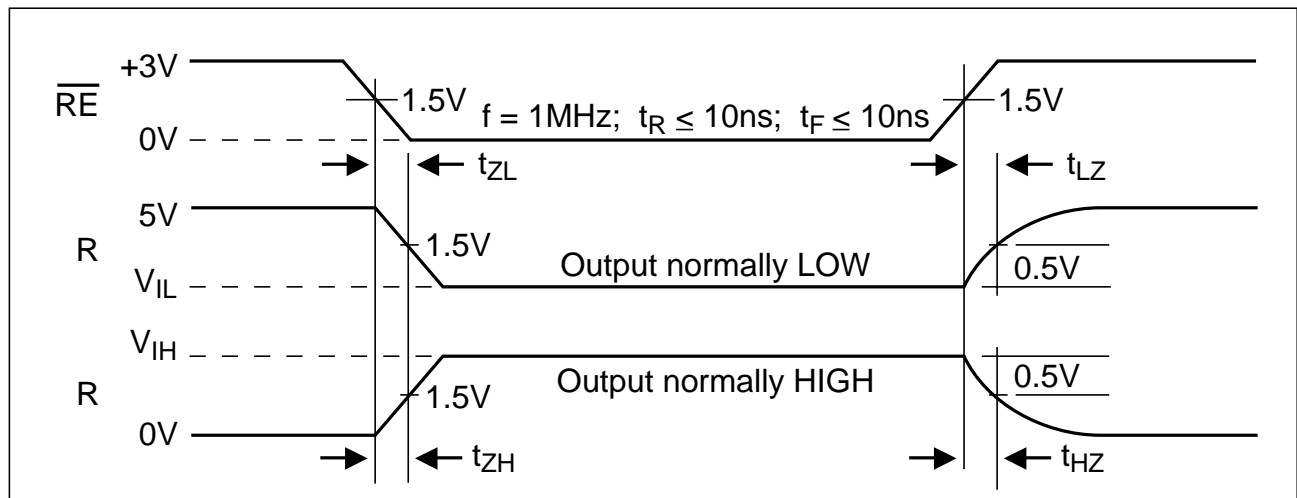 +3V
R̅E̅
1.5V
f = 1MHz; tR ≤ 10ns; tF ≤ 10ns
1.5V
0V
tZL
tLZ
5V
R
1.5V
Output normally LOW
0.5V
VIL
VIH
R
1.5V
Output normally HIGH
0.5V
0V
tZH
tHZ